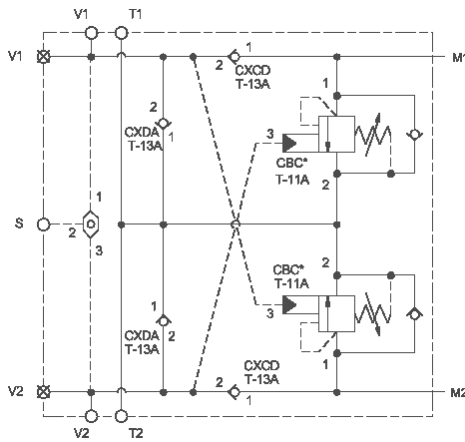 V1 T1
V1
1
2
CXCD
T-13A
M1
1
2
CXDA
T-13A
1
3
CBC*
T-11A
2
1
S
2
3
2
CBC*
T-11A
3
1
1
CXDA
T-13A
2
CXCD
T-13A
2
1
V2
M2
V2 T2